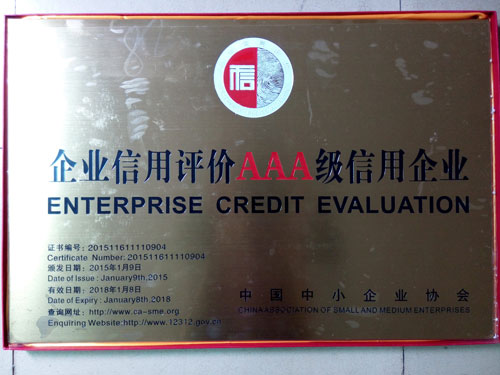 信
企业信用评价AAA级信用企业
ENTERPRISE CREDIT EVALUATION
证书编号：201511611110904
Certificate Number: 201511611110904
颁发日期：2015年1月9日
Date of Issue : January9th.2015
有效日期：2018年1月8日
Date of Expiry : January8th.2018
查询网址：http://www.ca-sme.org
Enquiring Website:http://www.12312.gov.cn
中国中小企业协会
CHINA ASSOCIATION OF SMALL AND MEDIUM ENTERPRISES